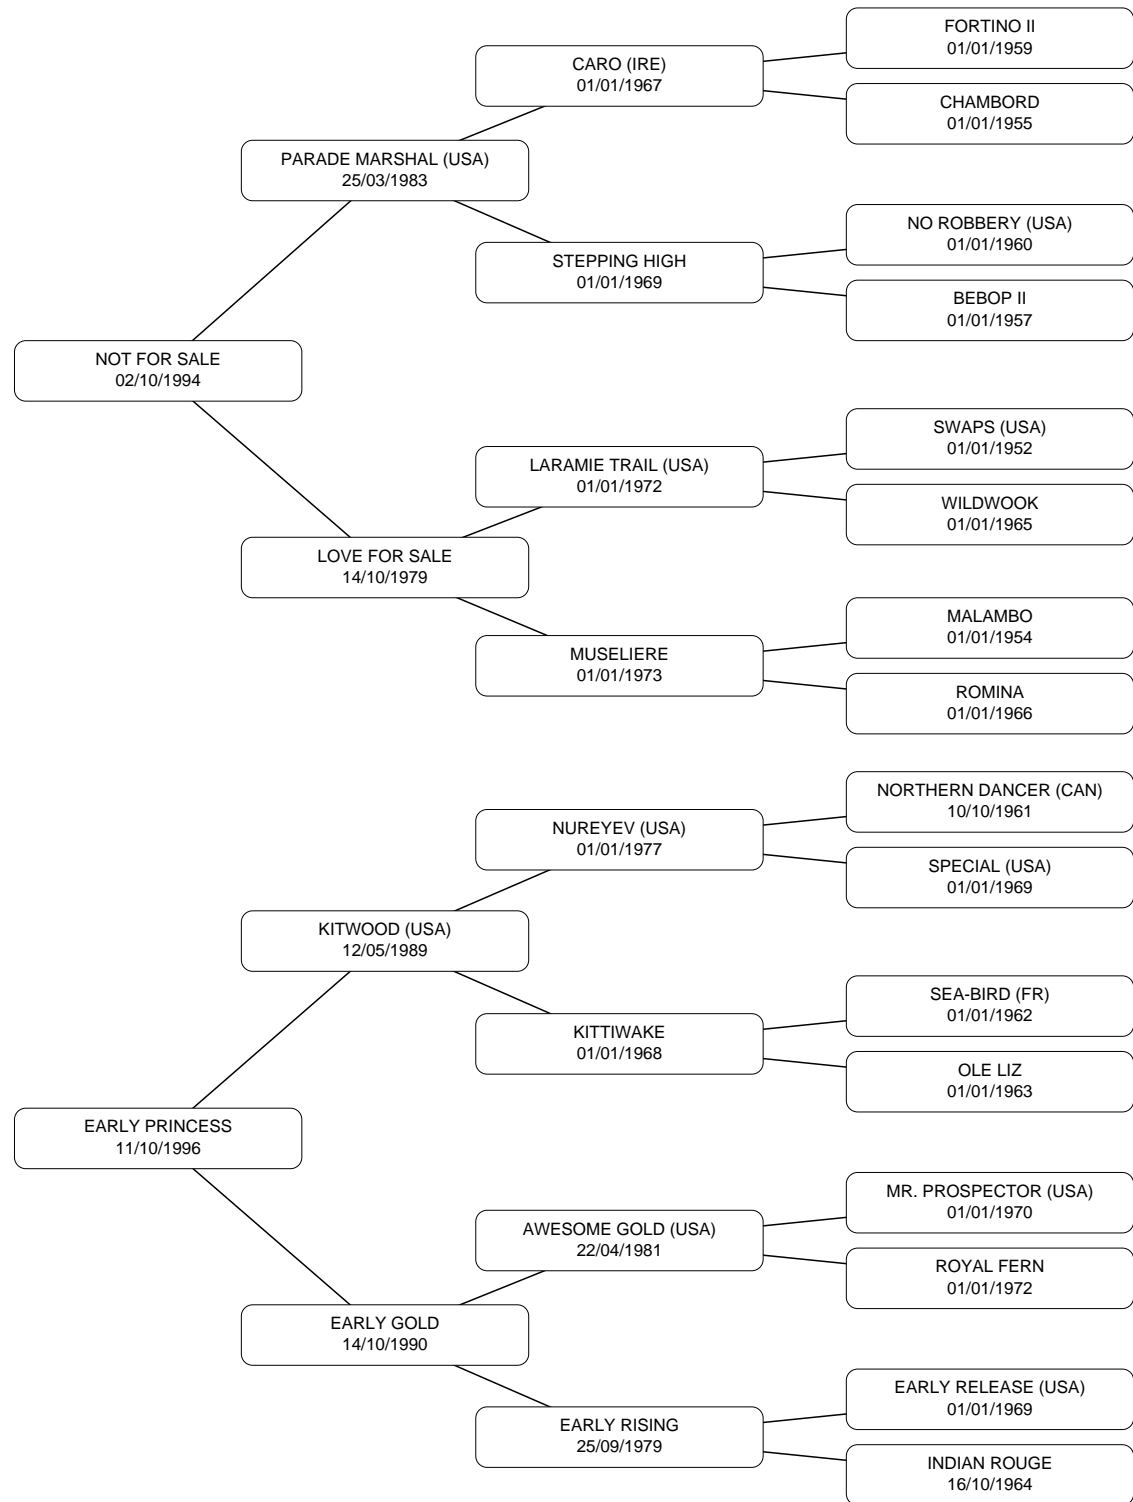 FORTINO II
01/01/1959
CARO (IRE)
01/01/1967
CHAMBORD
01/01/1955
PARADE MARSHAL (USA)
25/03/1983
NO ROBBERY (USA)
01/01/1960
STEPPING HIGH
01/01/1969
BEBOP II
01/01/1957
NOT FOR SALE
02/10/1994
SWAPS (USA)
01/01/1952
LARAMIE TRAIL (USA)
01/01/1972
WILDWOOK
01/01/1965
LOVE FOR SALE
14/10/1979
MALAMBO
01/01/1954
MUSELIERE
01/01/1973
ROMINA
01/01/1966
NORTHERN DANCER (CAN)
10/10/1961
NUREYEV (USA)
01/01/1977
SPECIAL (USA)
01/01/1969
KITWOOD (USA)
12/05/1989
SEA-BIRD (FR)
01/01/1962
KITTIWAKE
01/01/1968
OLE LIZ
01/01/1963
EARLY PRINCESS
11/10/1996
MR. PROSPECTOR (USA)
01/01/1970
AWESOME GOLD (USA)
22/04/1981
ROYAL FERN
01/01/1972
EARLY GOLD
14/10/1990
EARLY RELEASE (USA)
01/01/1969
EARLY RISING
25/09/1979
INDIAN ROUGE
16/10/1964